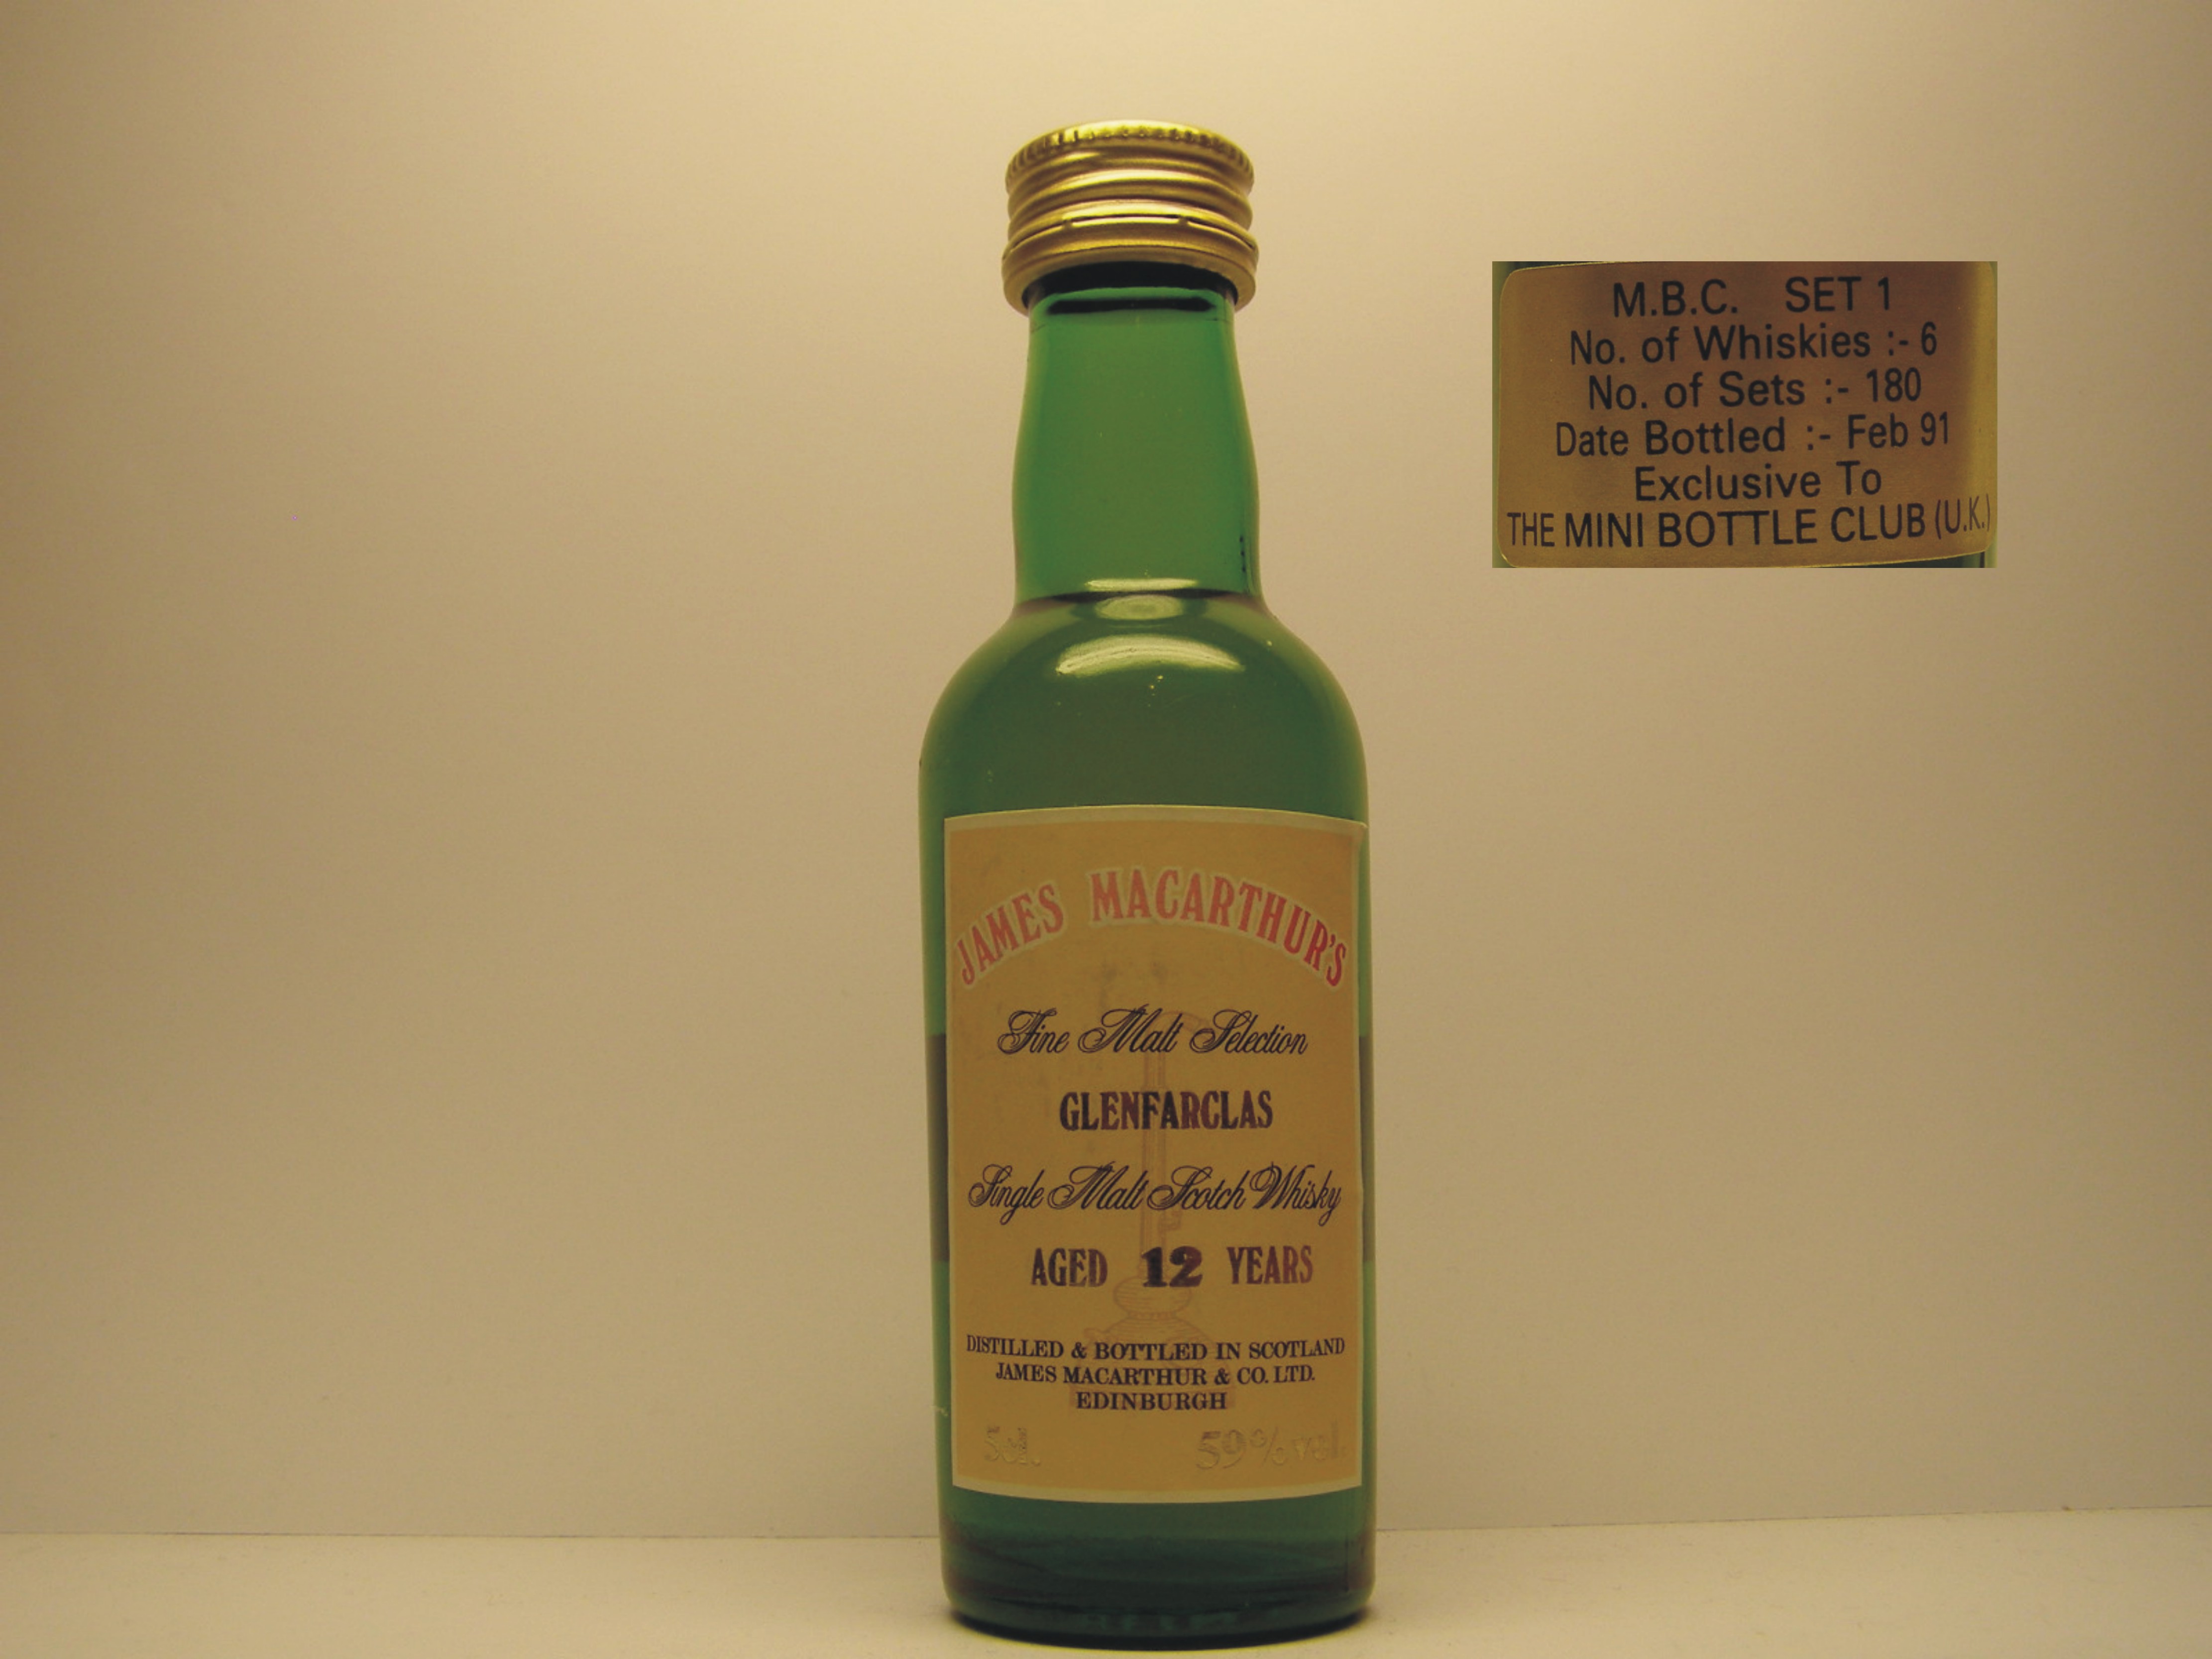 JAMES MACARTHUR'S
Fine Malt Selection
GLENFARCLAS
Single Malt Scotch Whisky
AGED 12 YEARS
DISTILLED & BOTTLED IN SCOTLAND
JAMES MACARTHUR & CO. LTD.
EDINBURGH
5cl. 59% vol.
M.B.C. SET 1
No. of Whiskies :- 6
No. of Sets :- 180
Date Bottled :- Feb 91
Exclusive To
THE MINI BOTTLE CLUB (U.K.)